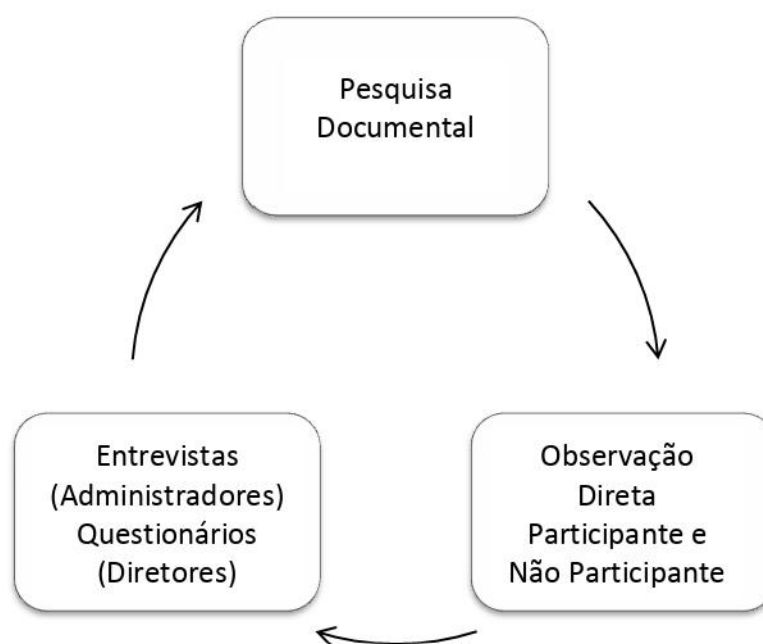 Pesquisa
Documental
Observação
Direta
Participante e
Não Participante
Entrevistas
(Administradores)
Questionários
(Diretores)